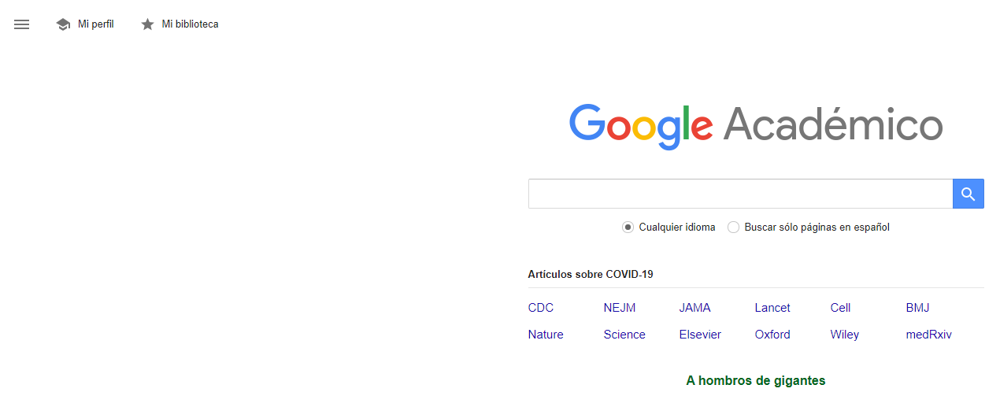 Mi perfil Mi biblioteca
Google Académico
Cualquier idioma Buscar sólo páginas en español
Artículos sobre COVID-19
CDC NEJM JAMA Lancet Cell BMJ
Nature Science Elsevier Oxford Wiley medRxiv
A hombros de gigantes